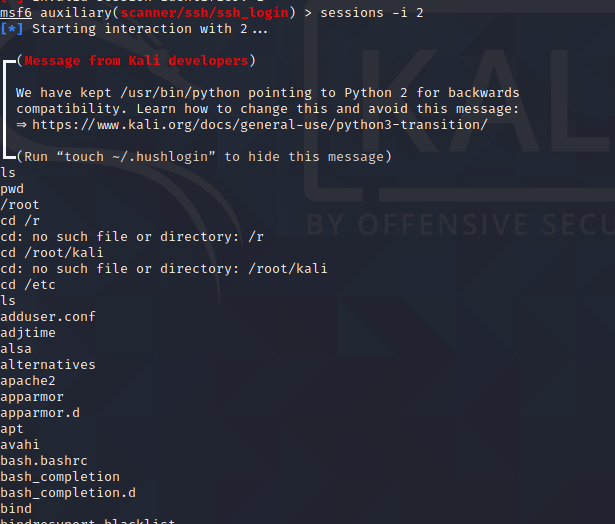 msf6 auxiliary(scanner/ssh/ssh_login) > sessions -i 2
[*] Starting interaction with 2...
(Message from Kali developers)
We have kept /usr/bin/python pointing to Python 2 for backwards
compatibility. Learn how to change this and avoid this message:
⇒ https://www.kali.org/docs/general-use/python3-transition/
(Run “touch ~/.hushlogin” to hide this message)
ls
pwd
/root
cd /r
cd: no such file or directory: /r
cd /root/kali
cd: no such file or directory: /root/kali
cd /etc
ls
adduser.conf
adjtime
alsa
alternatives
apache2
apparmor
apparmor.d
apt
avahi
bash.bashrc
bash_completion
bash_completion.d
bind
KAL
BY OFFENSIVE SECU